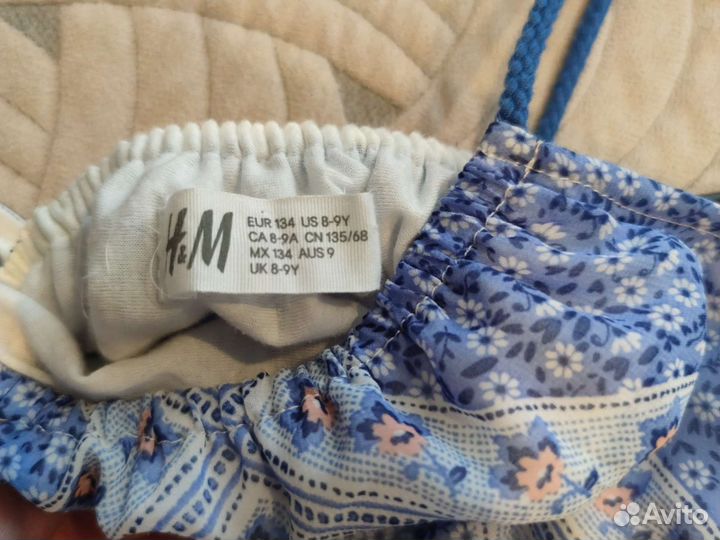 H&M
EUR 134 US 8-9Y
CA 8-9A CN 135/68
MX 134 AUS 9
UK 8-9Y
Avito